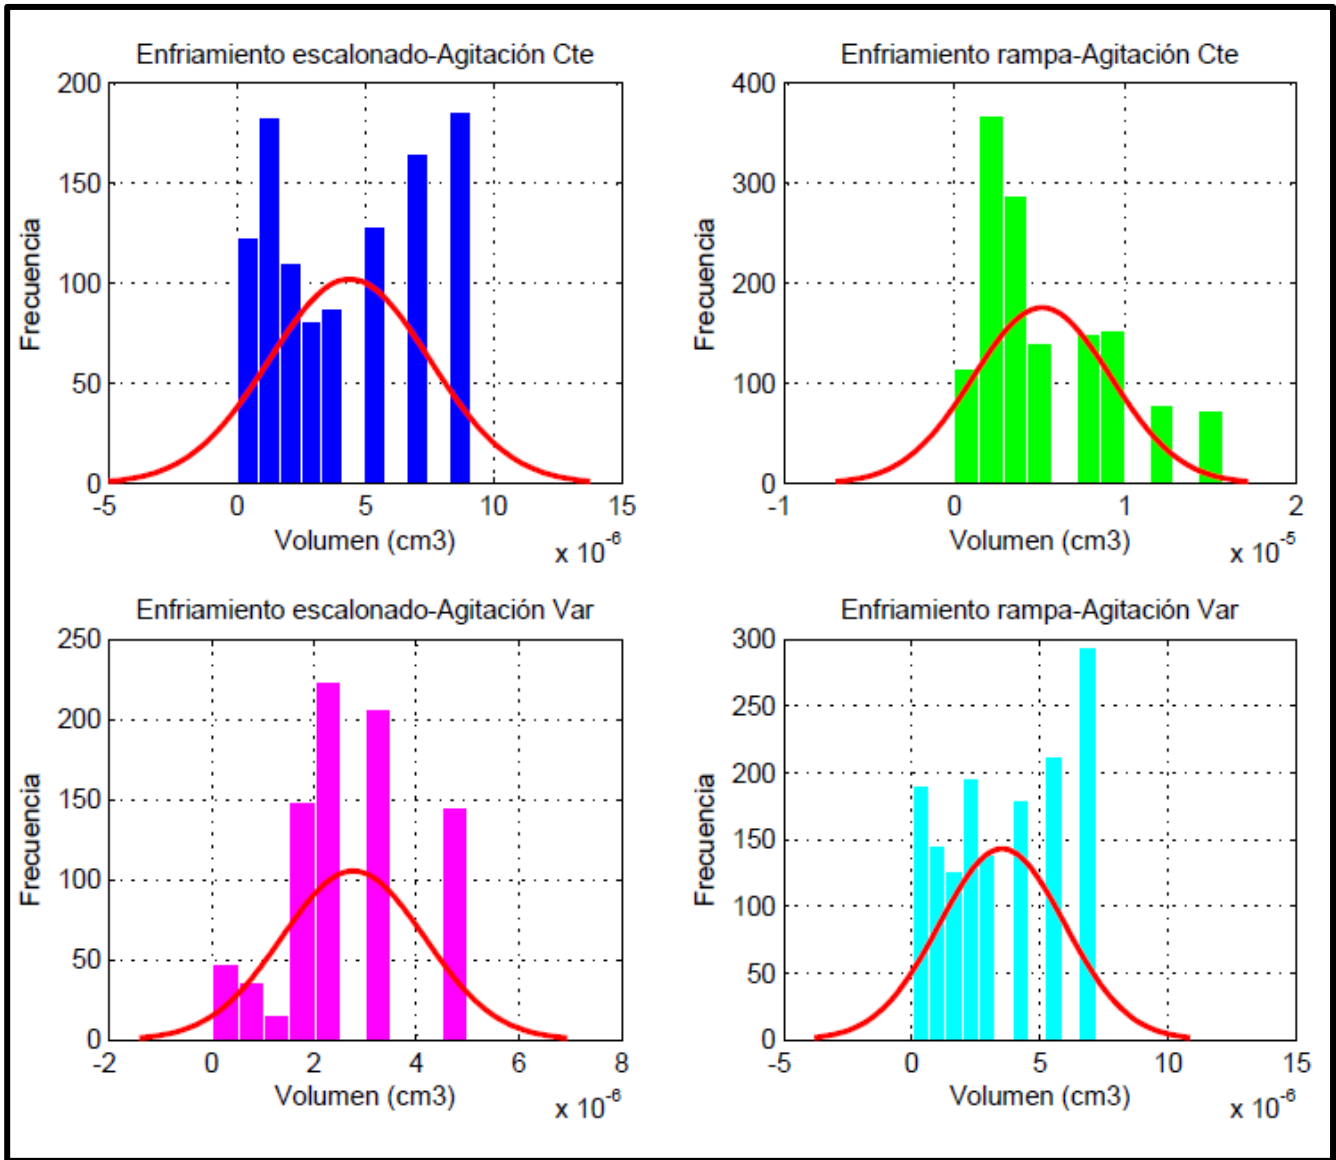 Enfriamiento escalonado-Agitación Cte
200
150
100
50
0
Frecuencia
-5 0 5 10 15
Volumen (cm3)
x 10^-6
Enfriamiento rampa-Agitación Cte
400
300
200
100
0
Frecuencia
-1 0 1 2
Volumen (cm3)
x 10^-5
Enfriamiento escalonado-Agitación Var
250
200
150
100
50
0
Frecuencia
-2 0 2 4 6 8
Volumen (cm3)
x 10^-6
Enfriamiento rampa-Agitación Var
300
250
200
150
100
50
0
Frecuencia
-5 0 5 10 15
Volumen (cm3)
x 10^-6